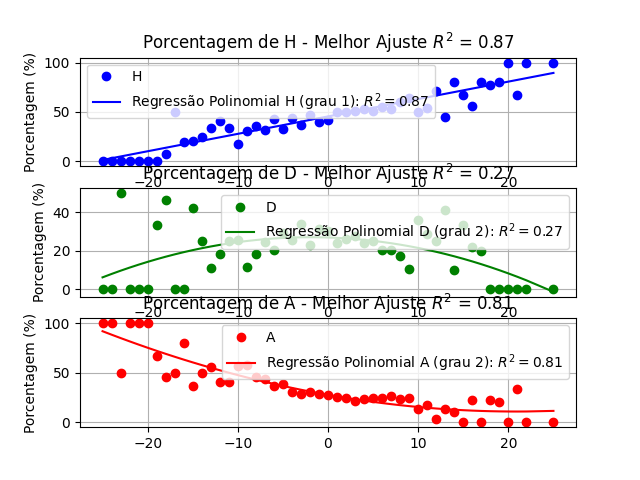 Porcentagem de H - Melhor Ajuste R² = 0.87
Porcentagem (%)
100
50
0
H
Regressão Polinomial H (grau 1): R² = 0.87
−20 −10 0 10 20
Porcentagem de D - Melhor Ajuste R² = 0.27
Porcentagem (%)
40
20
0
D
Regressão Polinomial D (grau 2): R² = 0.27
−20 −10 0 10 20
Porcentagem de A - Melhor Ajuste R² = 0.81
Porcentagem (%)
100
50
0
A
Regressão Polinomial A (grau 2): R² = 0.81
−20 −10 0 10 20